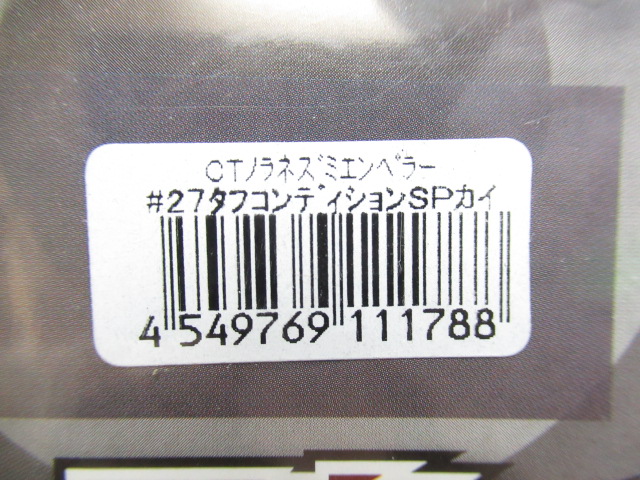 CTﾉﾗﾈｽﾞﾐｴﾝﾍﾟﾗｰ
#27ﾀﾌｺﾝﾃﾞｨｼｮﾝSPｶｲ
4 549769 111788